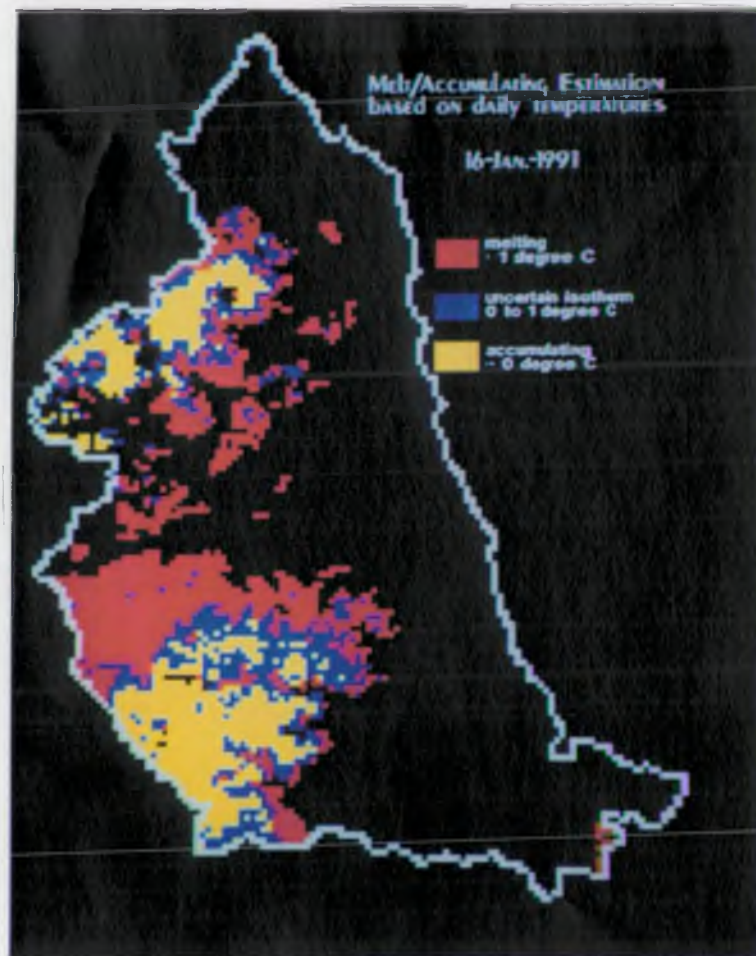 Melt/Accumulating Estimation
based on daily temperatures
16-Jan.-1991
melting
1 degree C
uncertain isotherm
0 to 1 degree C
accumulating
0 degree C